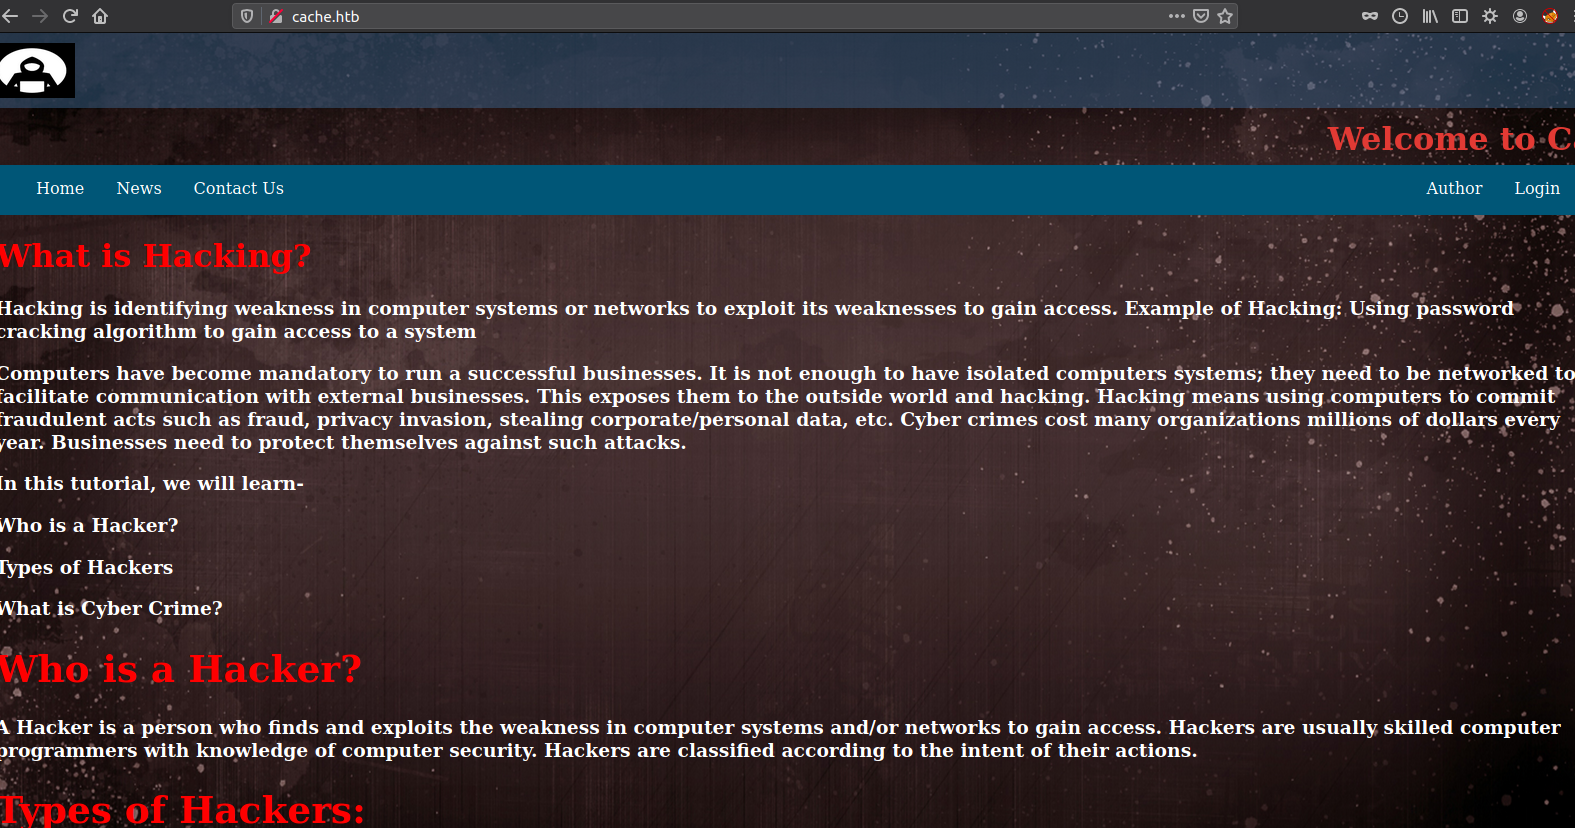 cache.htb
Welcome to
Home News Contact Us Author Login
What is Hacking?
Hacking is identifying weakness in computer systems or networks to exploit its weaknesses to gain access. Example of Hacking: Using password
cracking algorithm to gain access to a system
Computers have become mandatory to run a successful businesses. It is not enough to have isolated computers systems; they need to be networked to
facilitate communication with external businesses. This exposes them to the outside world and hacking. Hacking means using computers to commit
fraudulent acts such as fraud, privacy invasion, stealing corporate/personal data, etc. Cyber crimes cost many organizations millions of dollars every
year. Businesses need to protect themselves against such attacks.
In this tutorial, we will learn-
Who is a Hacker?
Types of Hackers
What is Cyber Crime?
Who is a Hacker?
A Hacker is a person who finds and exploits the weakness in computer systems and/or networks to gain access. Hackers are usually skilled computer
programmers with knowledge of computer security. Hackers are classified according to the intent of their actions.
Types of Hackers: